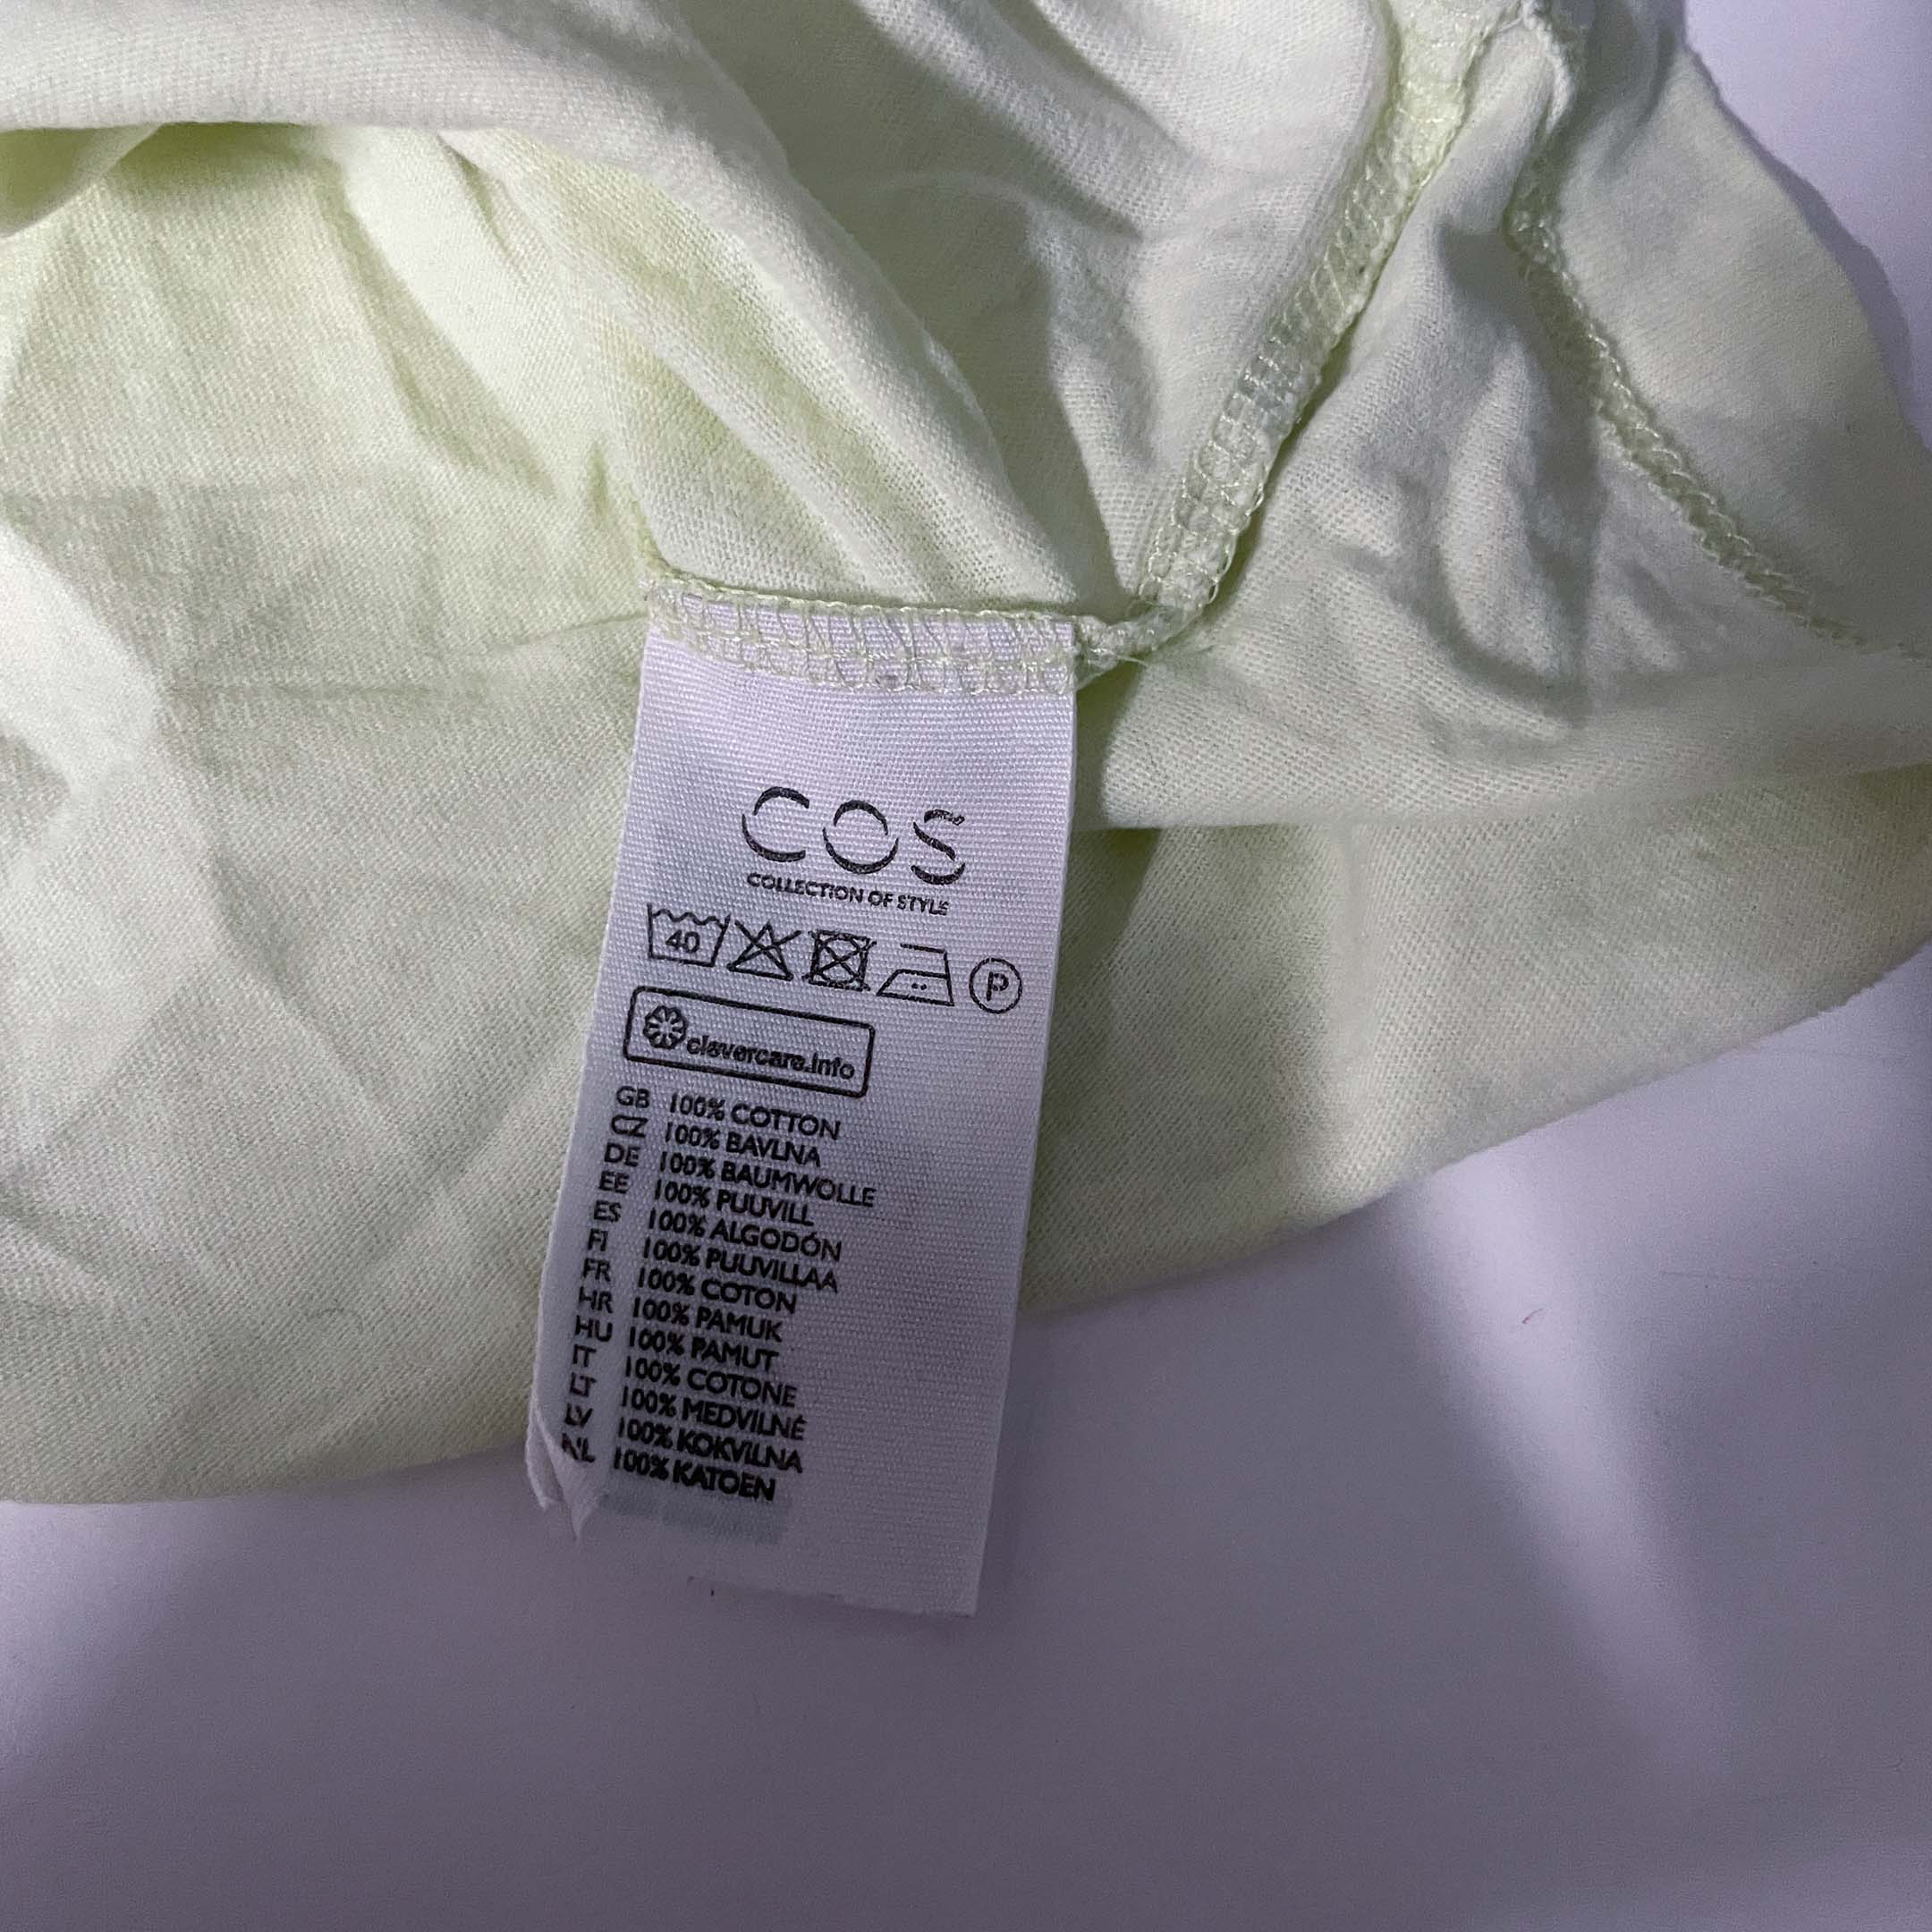 COS
COLLECTION OF STYLE
40
P
clevercare.info
GB 100% COTTON
CZ 100% BAVLNA
DE 100% BAUMWOLLE
EE 100% PUUVILL
ES 100% ALGODÓN
FI 100% PUUVILLAA
FR 100% COTON
HR 100% PAMUK
HU 100% PAMUT
IT 100% COTONE
LT 100% MEDVILNĖ
LV 100% KOKVILNA
NL 100% KATOEN